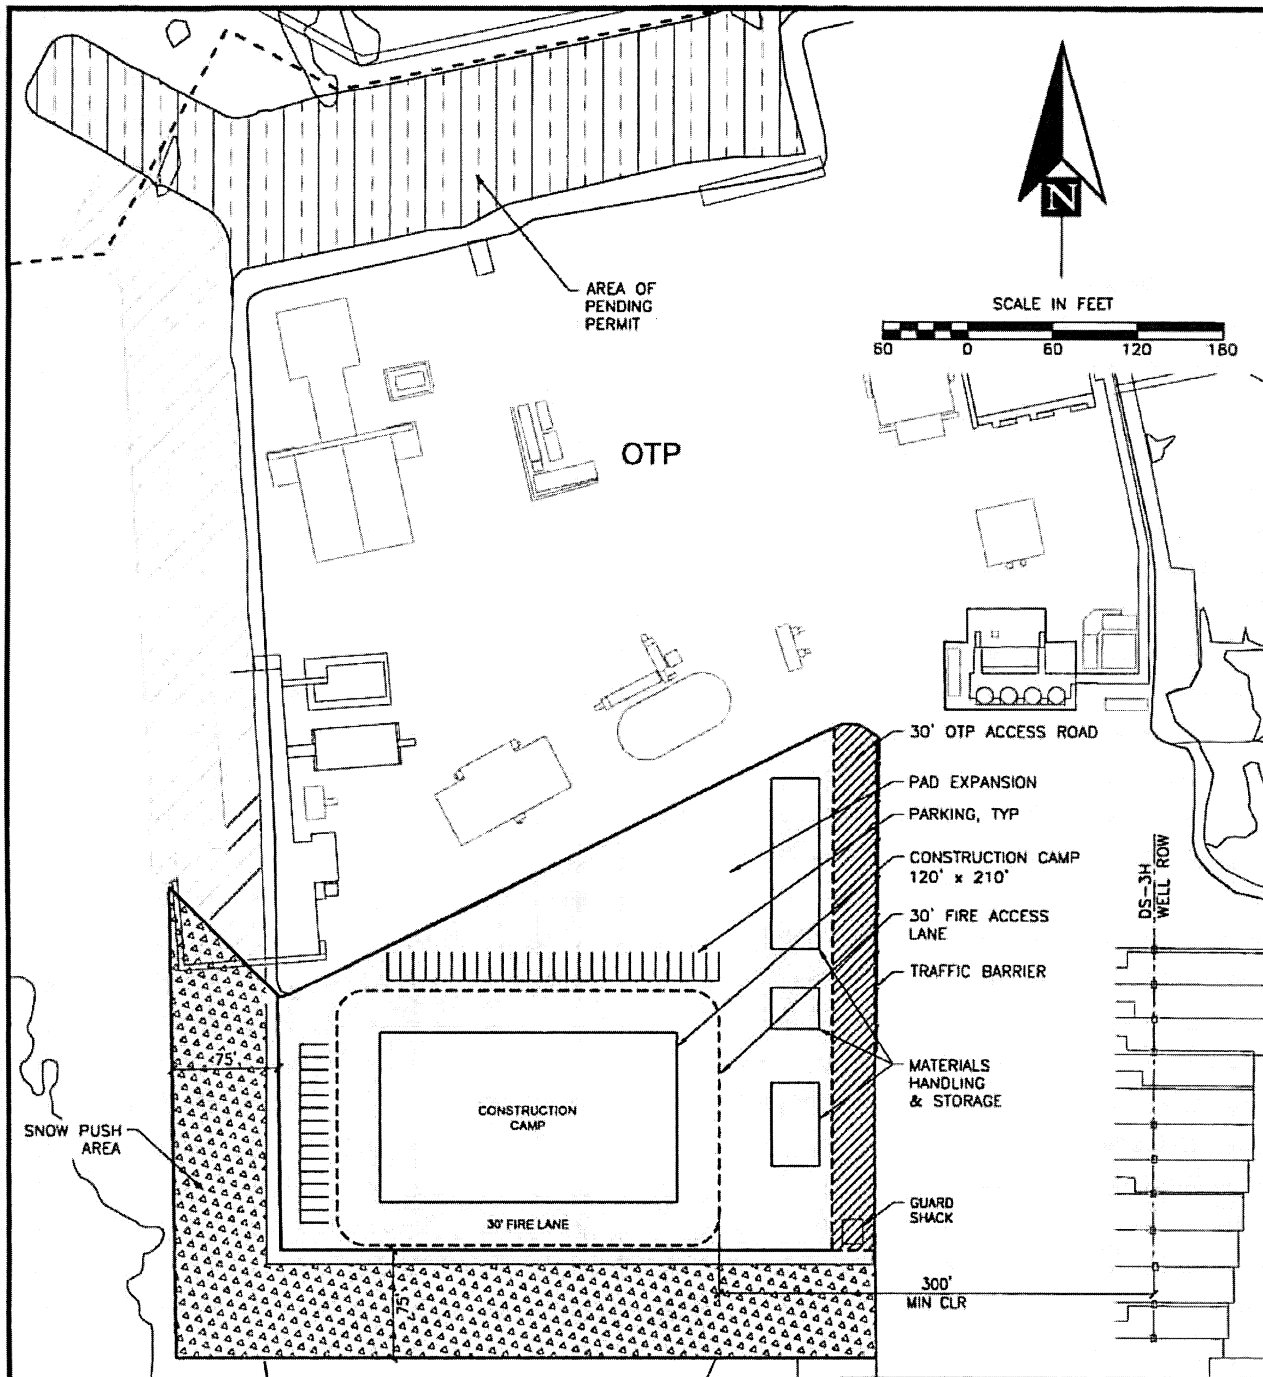 N
SCALE IN FEET
60 0 60 120 180
AREA OF
PENDING
PERMIT
OTP
30' OTP ACCESS ROAD
PAD EXPANSION
PARKING, TYP
CONSTRUCTION CAMP
120' x 210'
30' FIRE ACCESS
LANE
TRAFFIC BARRIER
DS-3H
WELL ROW
75'
MATERIALS
HANDLING
& STORAGE
CONSTRUCTION
CAMP
SNOW PUSH
AREA
30' FIRE LANE
GUARD
SHACK
300'
MIN CLR
75'